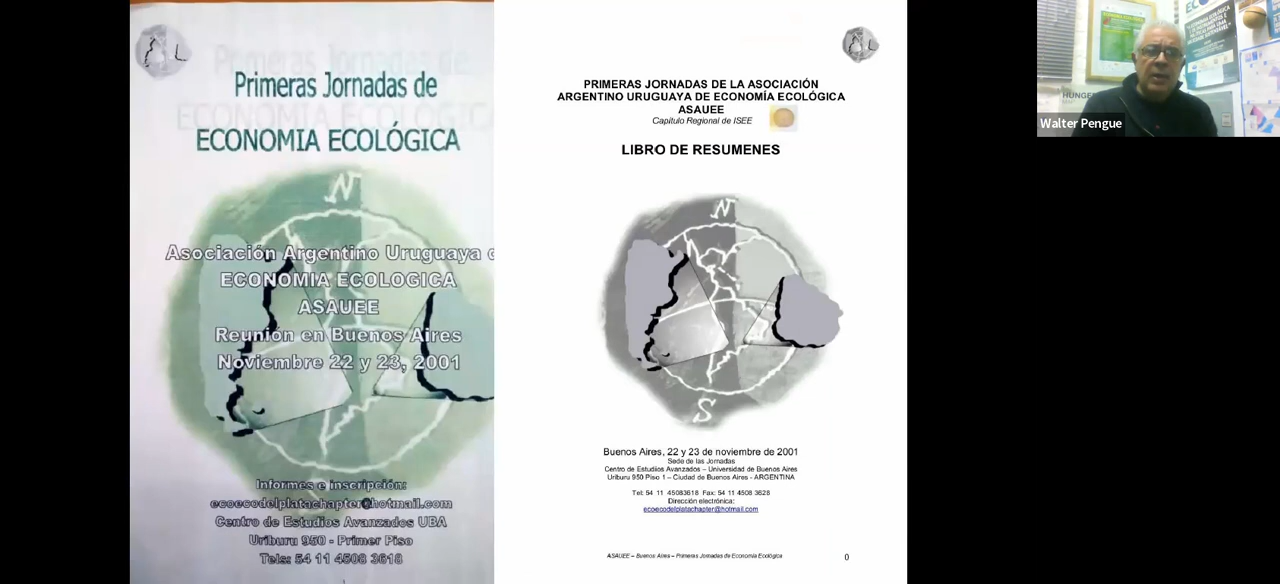 Primeras Jornadas de
ECONOMIA ECOLÓGICA
N
Asociación Argentino Uruguaya
ECONOMIA ECOLOGICA
ASAUEE
Reunión en Buenos Aires
Noviembre 22 y 23, 2001
Informes e inscripción:
ecoecodelplatachapter@hotmail.com
Centro de Estudios Avanzados UBA
Uriburu 950 - Primer Piso
Tels: 54 11 4508 3618
PRIMERAS JORNADAS DE LA ASOCIACIÓN
ARGENTINO URUGUAYA DE ECONOMÍA ECOLÓGICA
ASAUEE
Capítulo Regional de ISEE
LIBRO DE RESUMENES
N
S
Buenos Aires, 22 y 23 de noviembre de 2001
Sede de las Jornadas
Centro de Estudios Avanzados – Universidad de Buenos Aires
Uriburu 950 Piso 1 – Ciudad de Buenos Aires - ARGENTINA
Tel: 54 11 45083618 Fax: 54 11 4508 3628
Dirección electrónica:
ecoecodelplatachapter@hotmail.com
ASAUEE – Buenos Aires – Primeras Jornadas de Economía Ecológica
0
HUNGE
Walter Pengue